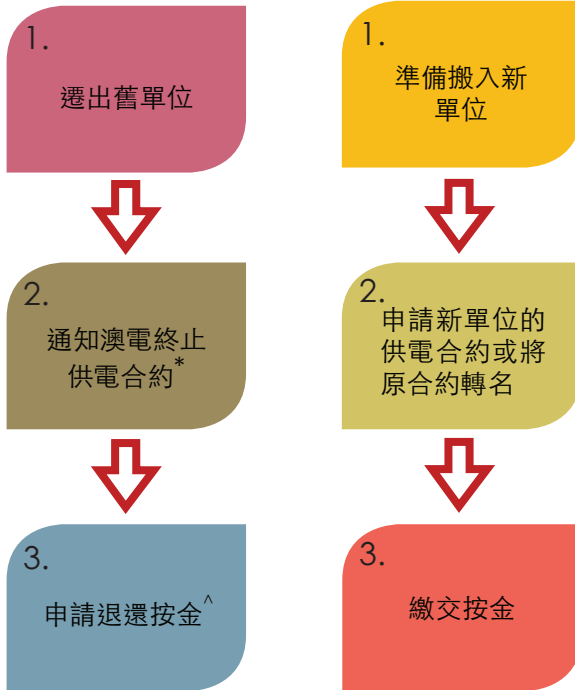 1.
遷出舊單位
2.
通知澳電終止
供電合約*
3.
申請退還按金^
1.
準備搬入新
單位
2.
申請新單位的
供電合約或將
原合約轉名
3.
繳交按金